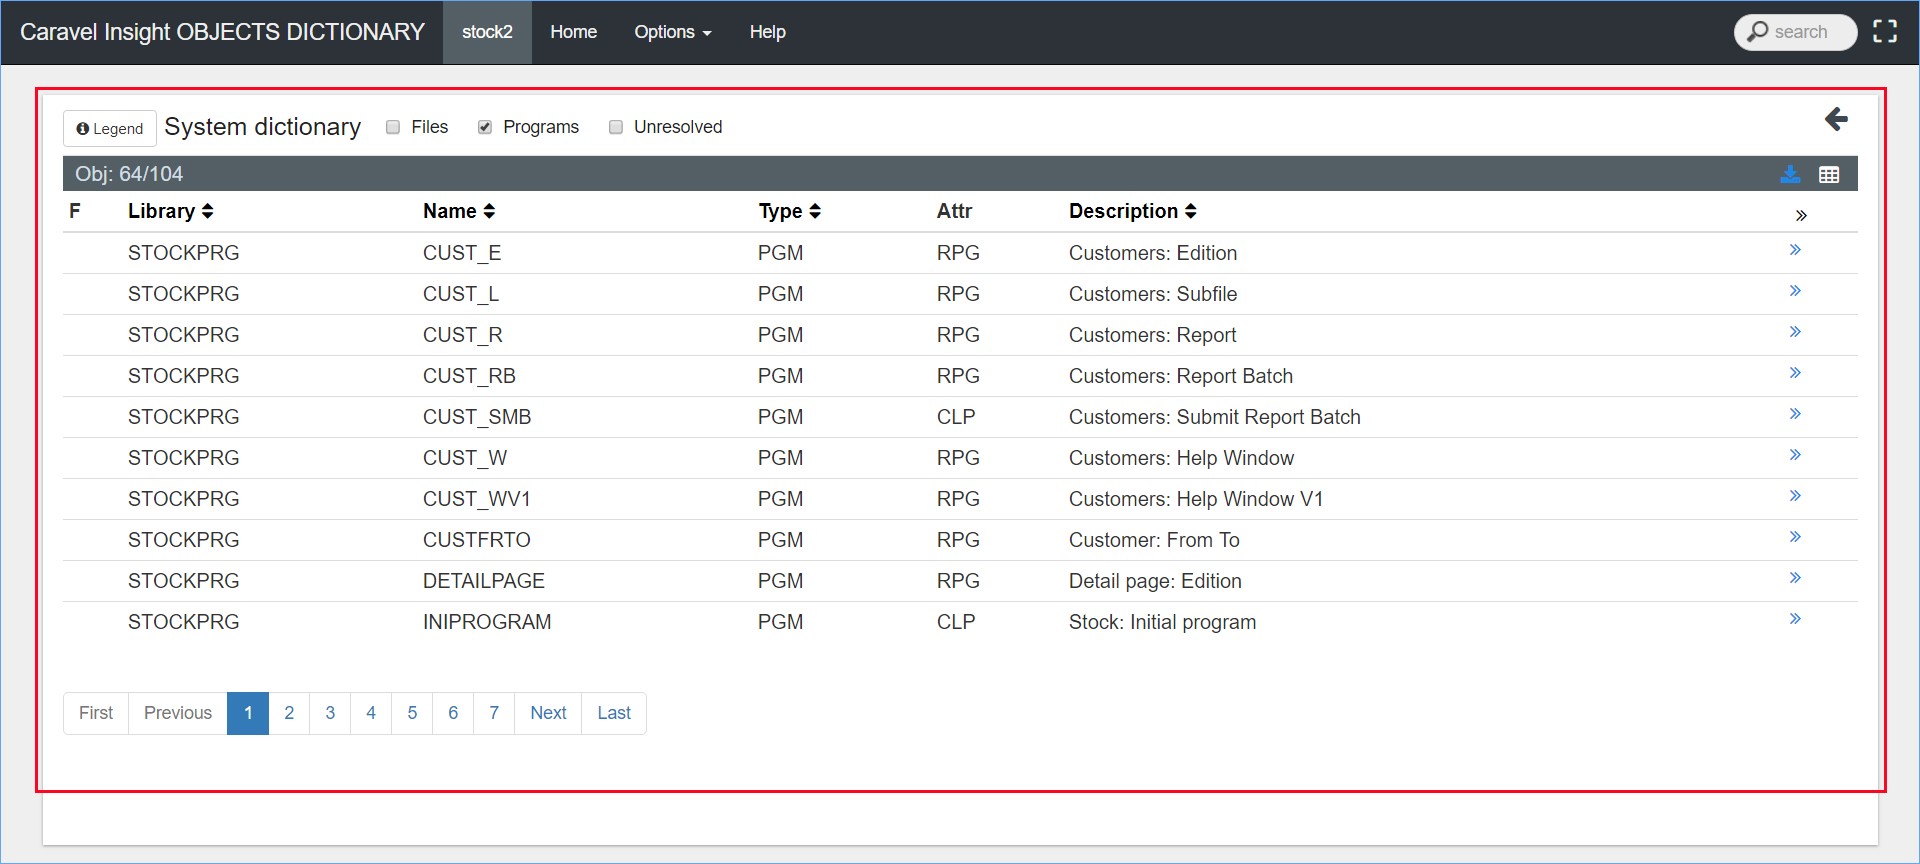 Caravel Insight OBJECTS DICTIONARY stock2 Home Options Help search
Legend System dictionary Files Programs Unresolved
Obj: 64/104
F Library Name Type Attr Description »
STOCKPRG CUST_E PGM RPG Customers: Edition »
STOCKPRG CUST_L PGM RPG Customers: Subfile »
STOCKPRG CUST_R PGM RPG Customers: Report »
STOCKPRG CUST_RB PGM RPG Customers: Report Batch »
STOCKPRG CUST_SMB PGM CLP Customers: Submit Report Batch »
STOCKPRG CUST_W PGM RPG Customers: Help Window »
STOCKPRG CUST_WV1 PGM RPG Customers: Help Window V1 »
STOCKPRG CUSTFRTO PGM RPG Customer: From To »
STOCKPRG DETAILPAGE PGM RPG Detail page: Edition »
STOCKPRG INIPROGRAM PGM CLP Stock: Initial program »
First Previous 1 2 3 4 5 6 7 Next Last